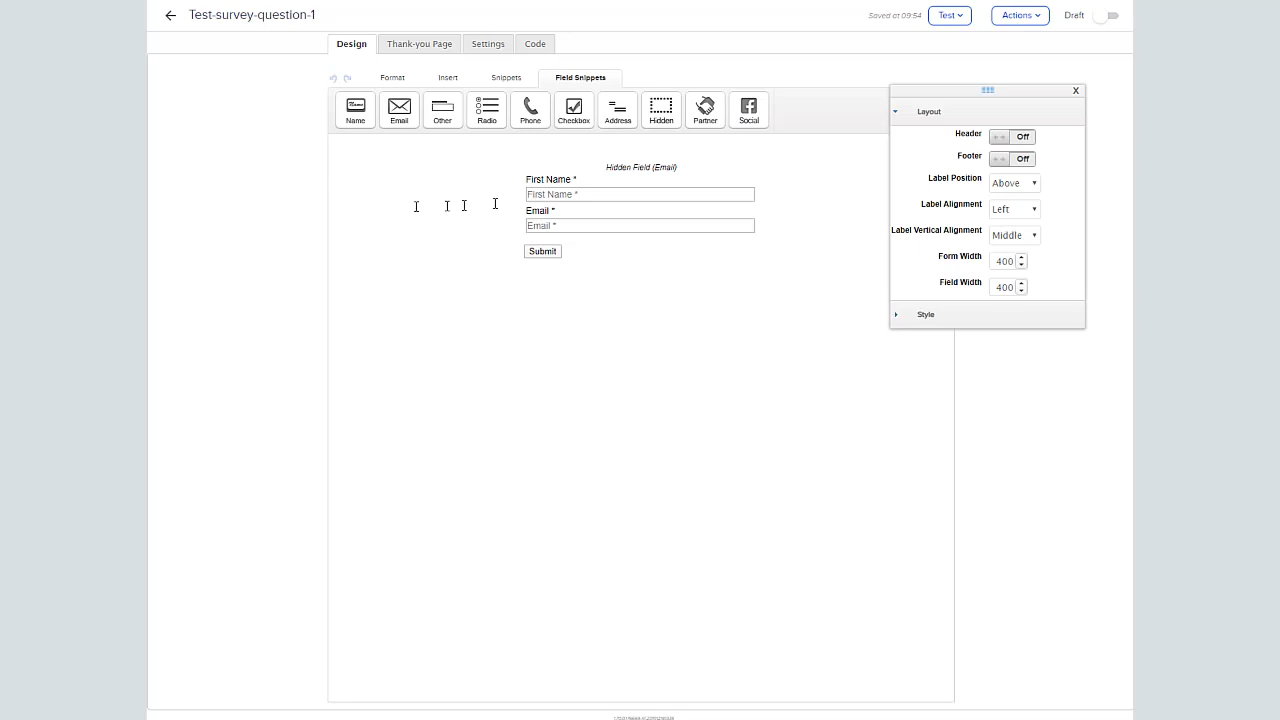 Test-survey-question-1
Saved at 09:54
Test
Actions
Draft
Design
Thank-you Page
Settings
Code
Format
Insert
Snippets
Field Snippets
Name
Name
Email
Other
Radio
Phone
Checkbox
Address
Hidden
Partner
Social
X
Layout
Header
Off
Footer
Off
Label Position
Above
Label Alignment
Left
Label Vertical Alignment
Middle
Form Width
400
Field Width
400
Style
Hidden Field (Email)
First Name *
First Name *
Email *
Email *
Submit